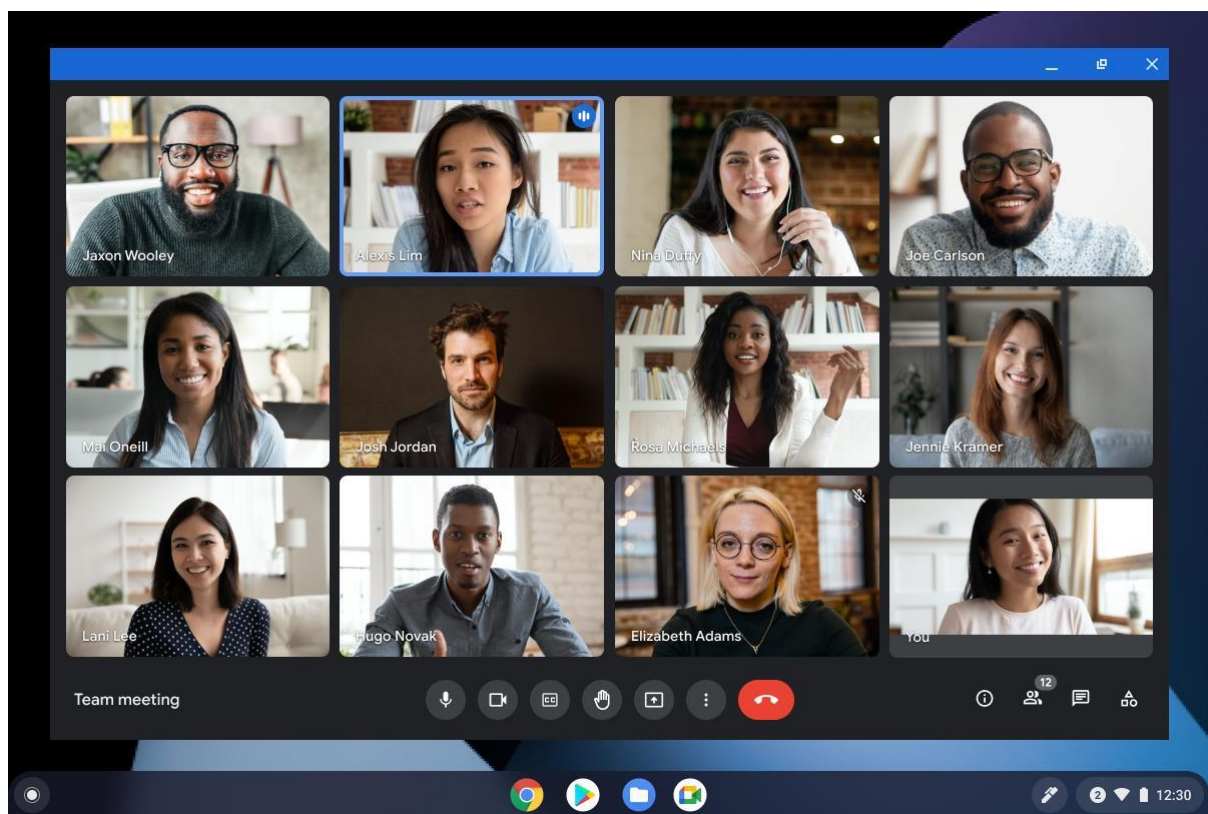 Jaxon Wooley
Alexis Lim
Nina Duffy
Joe Carlson
Mai Oneill
Josh Jordan
Rosa Michaels
Jennie Kramer
Lani Lee
Hugo Novak
Elizabeth Adams
You
Team meeting
CC
12
2
12:30